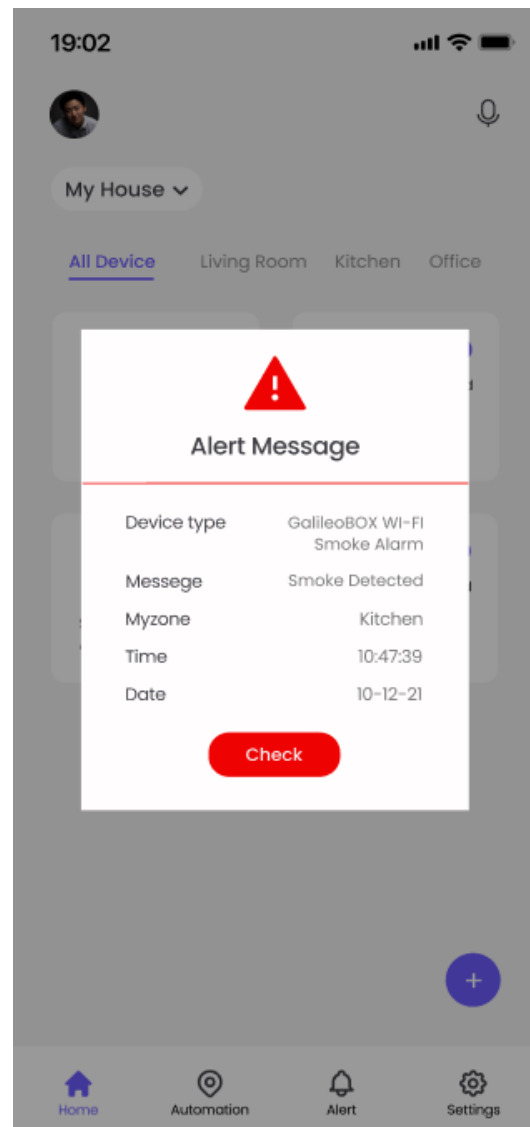 19:02
My House
All Device Living Room Kitchen Office
Alert Message
Device type GalileoBOX WI-FI
Smoke Alarm
Messege Smoke Detected
Myzone Kitchen
Time 10:47:39
Date 10-12-21
Check
+
Home Automation Alert Settings